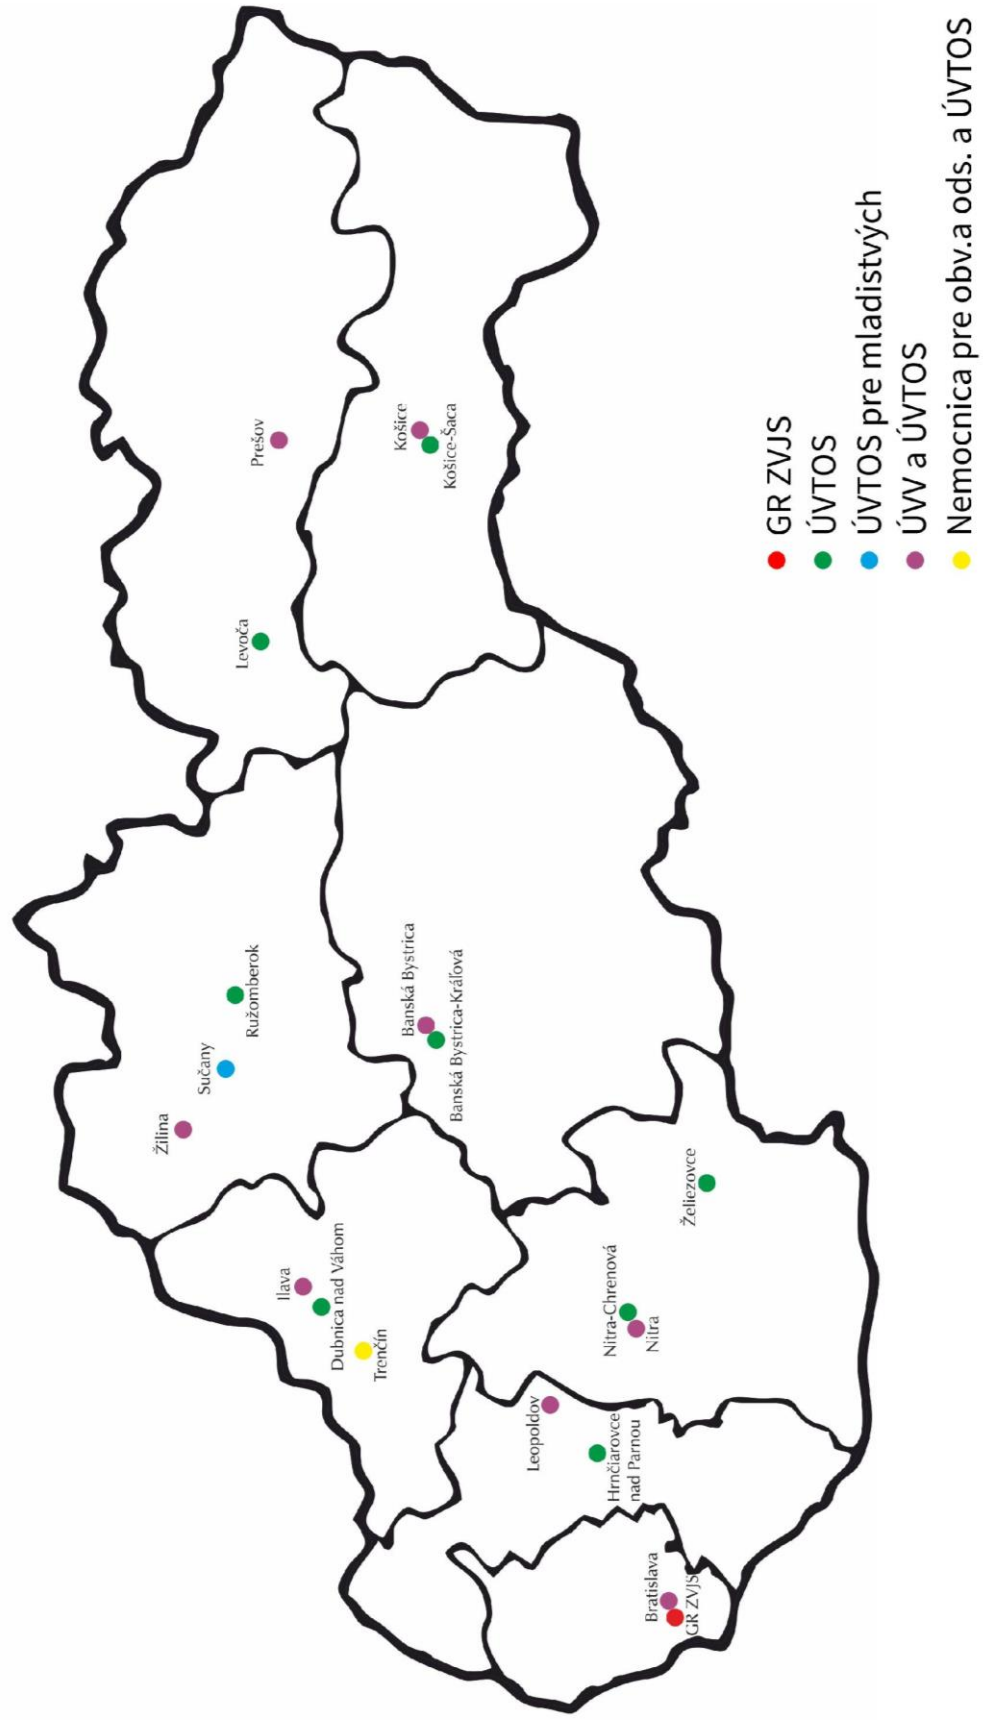 Prešov
Levoča
Košice
Košice-Šaca
Ružomberok
Sučany
Žilina
Banská Bystrica
Banská Bystrica-Kráľová
Ilava
Dubnica nad Váhom
Trenčín
Želiezovce
Nitra-Chrenová
Nitra
Leopoldov
Hrnčiarovce
nad Parnou
Bratislava
GR ZVJS
GR ZVJS
ÚVTOS
ÚVTOS pre mladistvých
ÚVV a ÚVTOS
Nemocnica pre obv.a ods. a ÚVTOS